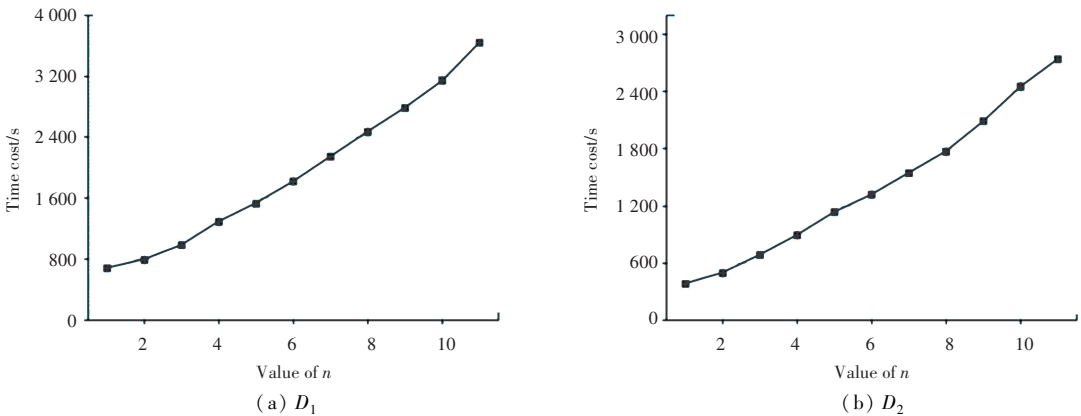 4 000
3 200
2 400
1 600
800
0
Time cost/s
2 4 6 8 10
Value of n
(a) D₁
3 000
2 400
1 800
1 200
600
0
Time cost/s
2 4 6 8 10
Value of n
(b) D₂